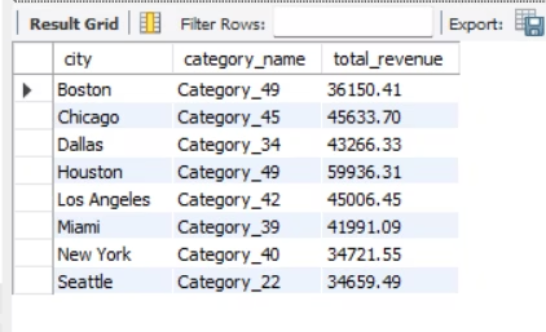 Result Grid Filter Rows: Export:
city category_name total_revenue
Boston Category_49 36150.41
Chicago Category_45 45633.70
Dallas Category_34 43266.33
Houston Category_49 59936.31
Los Angeles Category_42 45006.45
Miami Category_39 41991.09
New York Category_40 34721.55
Seattle Category_22 34659.49